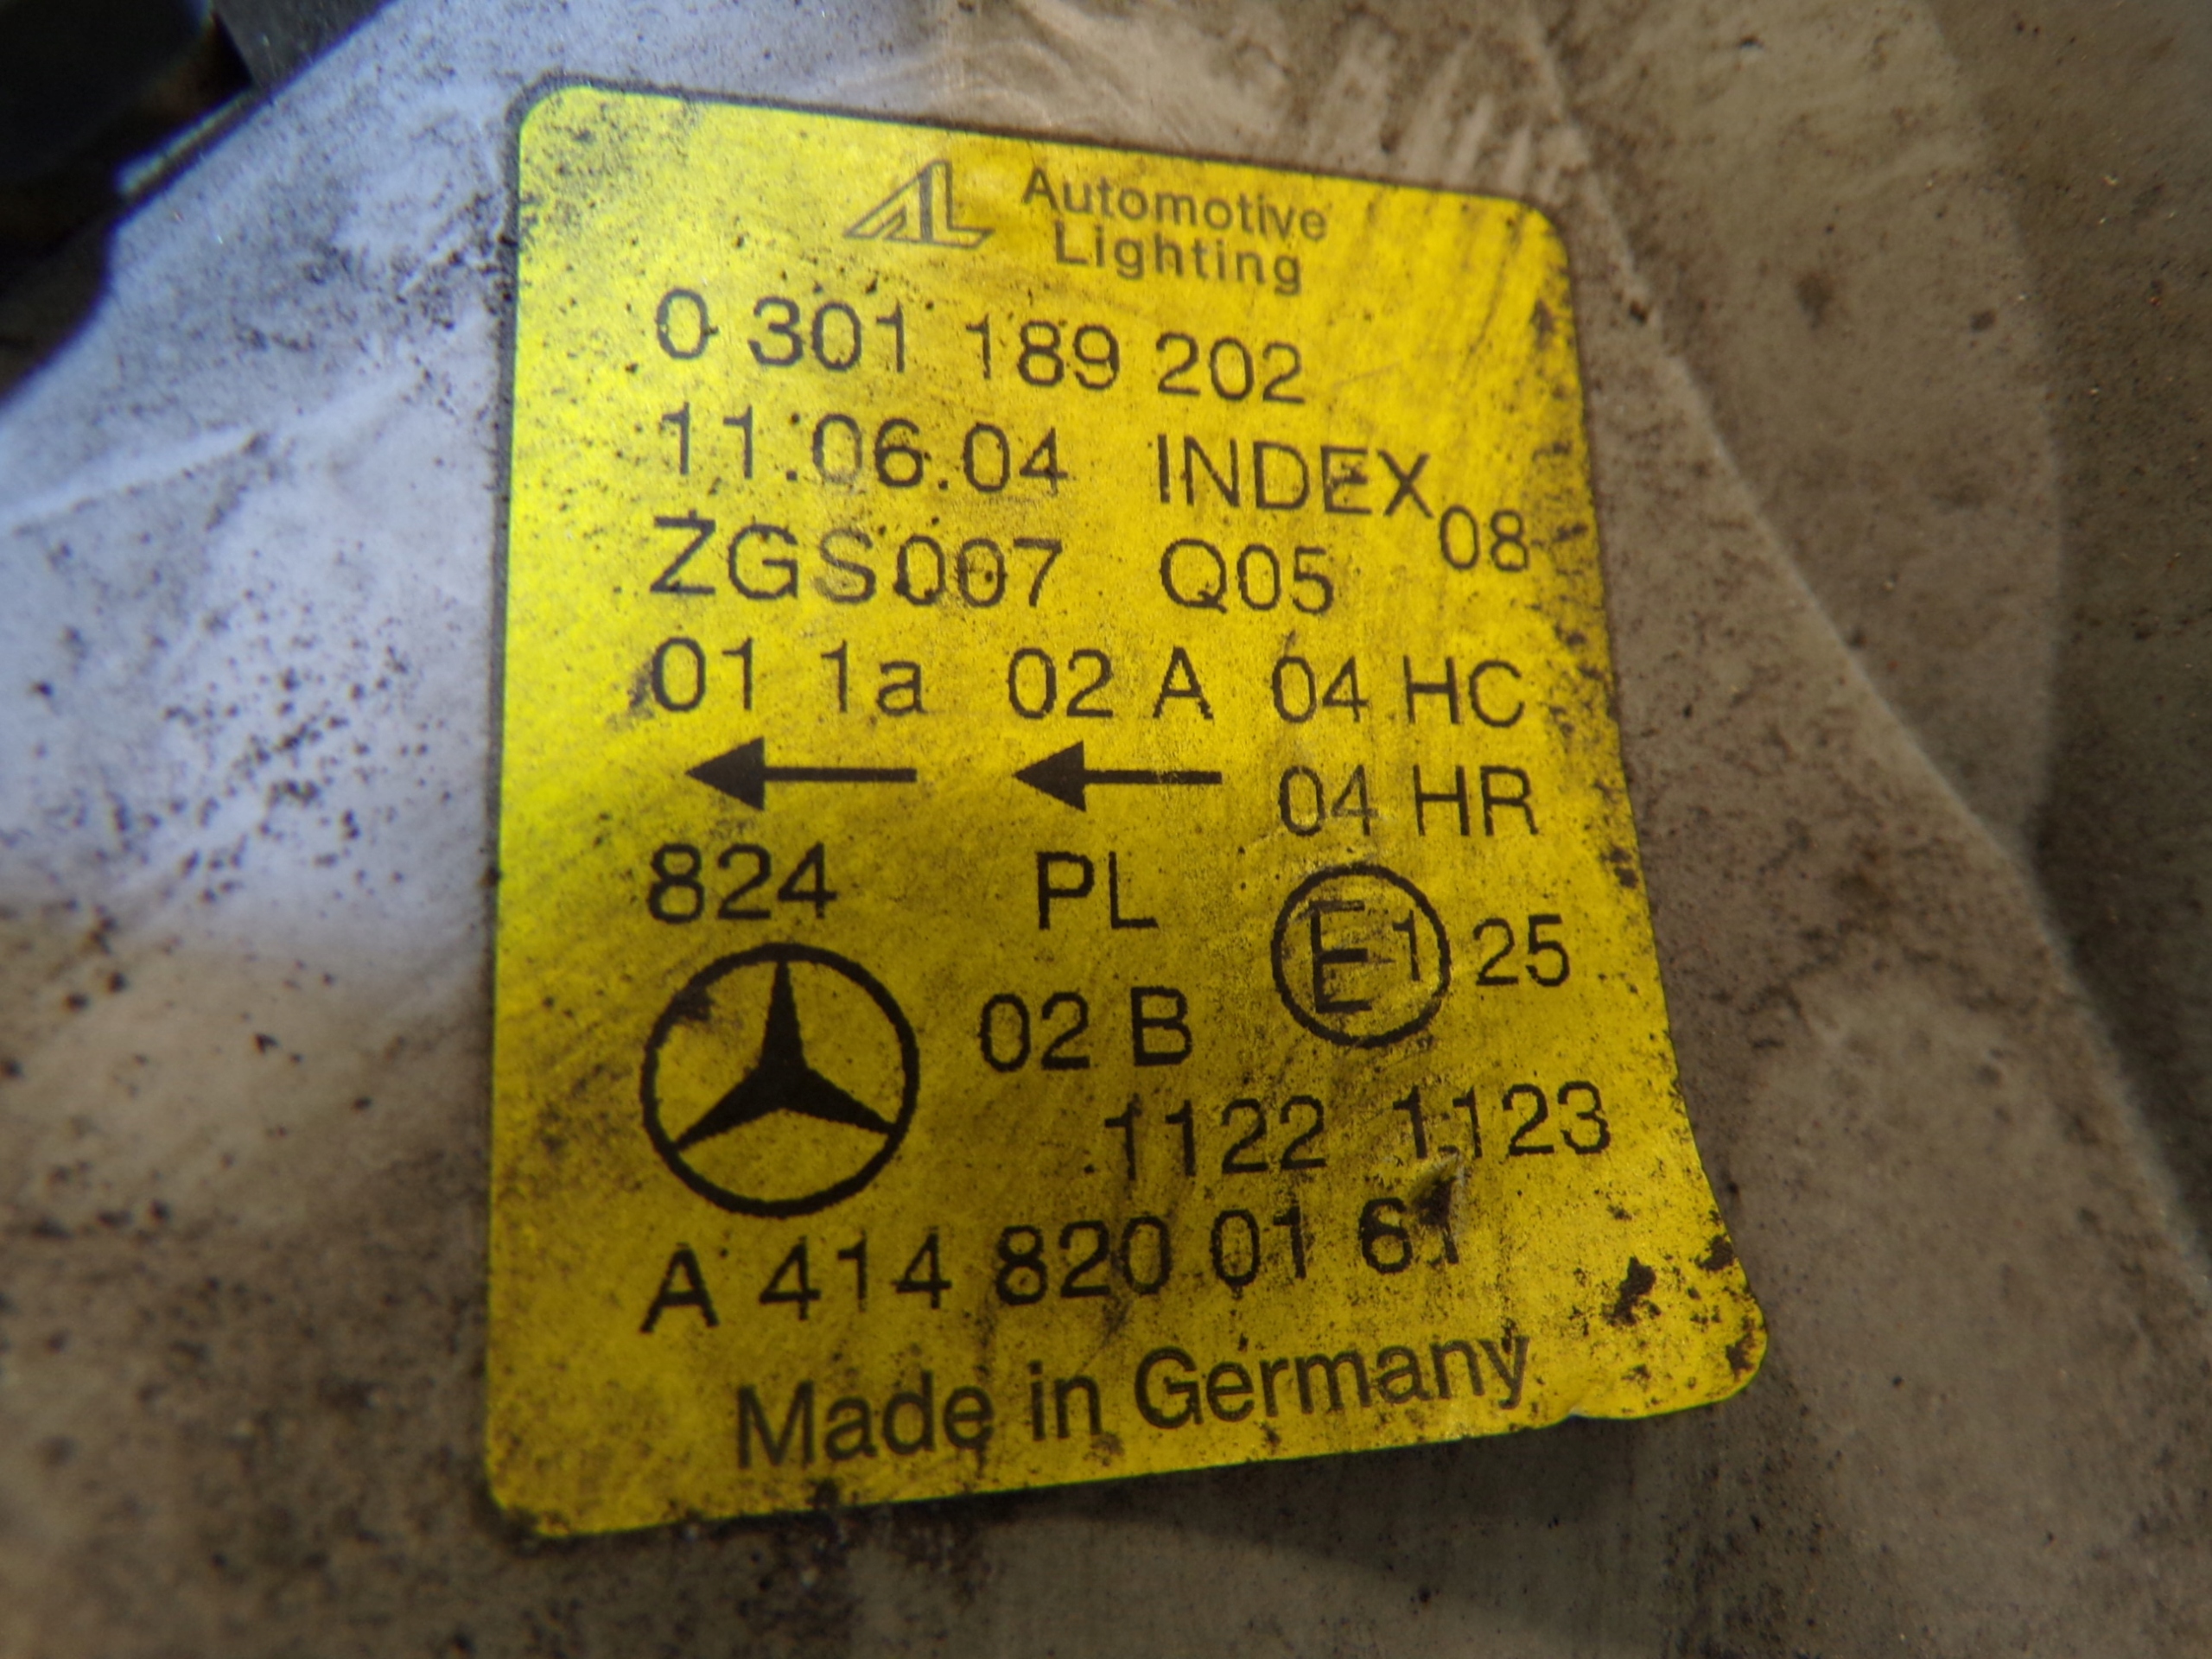 AL Automotive
Lighting
0 301 189 202
11.06.04 INDEX 08
ZGS007 Q05
01 1a 02 A 04 HC
04 HR
824 PL
E1 25
02 B
1122 1123
A 414 820 01 61
Made in Germany